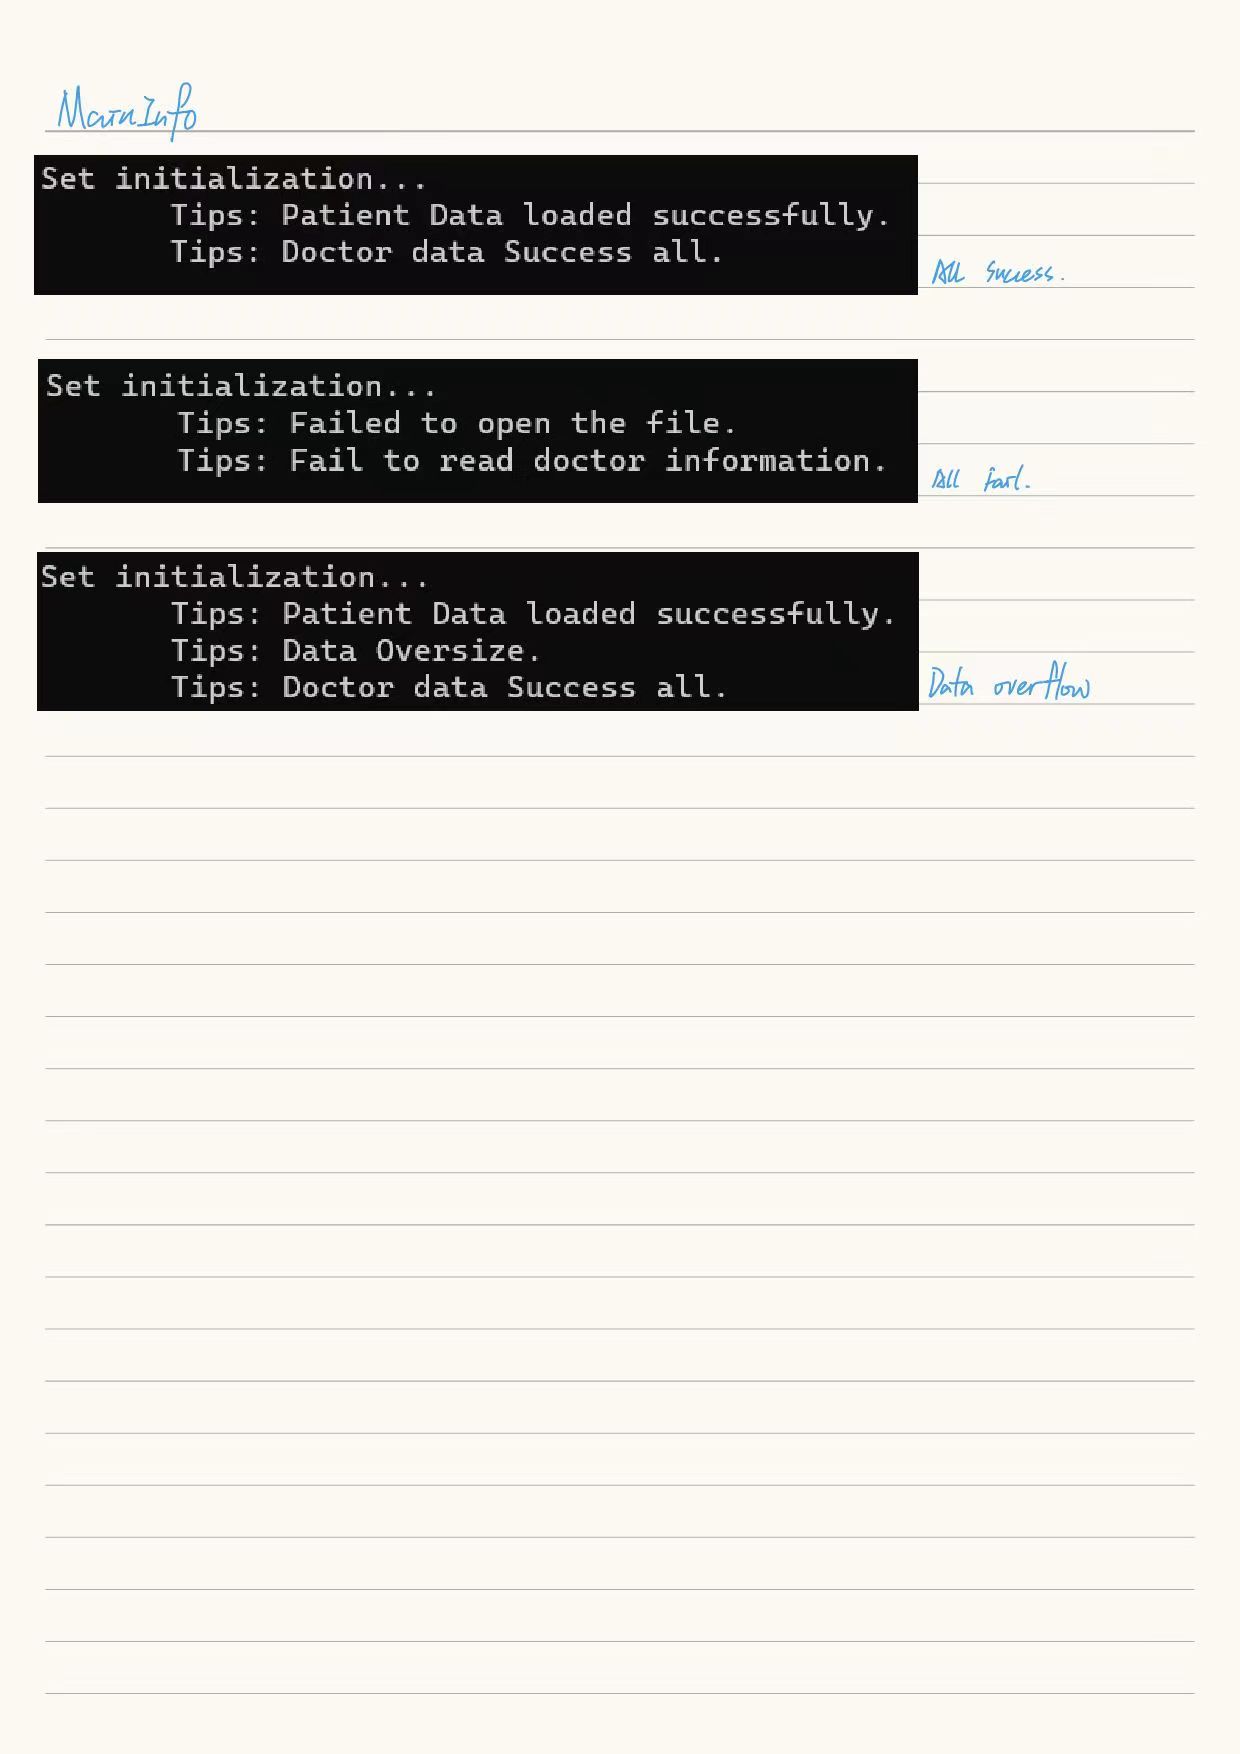 MainInfo
Set initialization...
Tips: Patient Data loaded successfully.
Tips: Doctor data Success all.
All Success.
Set initialization...
Tips: Failed to open the file.
Tips: Fail to read doctor information.
All fail.
Set initialization...
Tips: Patient Data loaded successfully.
Tips: Data Oversize.
Tips: Doctor data Success all.
Data overflow